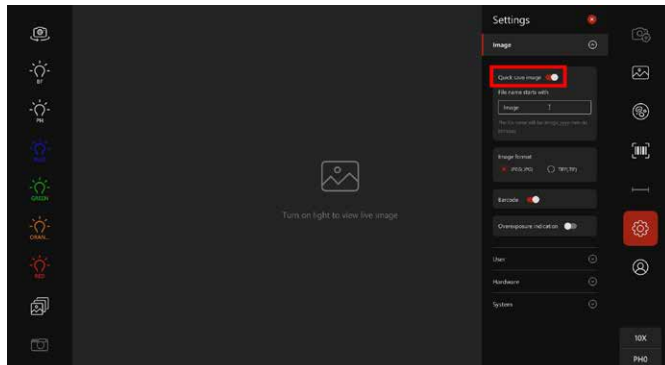 BF
PH
BLUE
GREEN
ORAN...
RED
Turn on light to view live image
Settings
Image
Quick save image
File name starts with
Image
Image format
JPEG(.JPG)
TIFF(.TIF)
Barcode
Overexposure indication
User
Hardware
System
10X
PH0